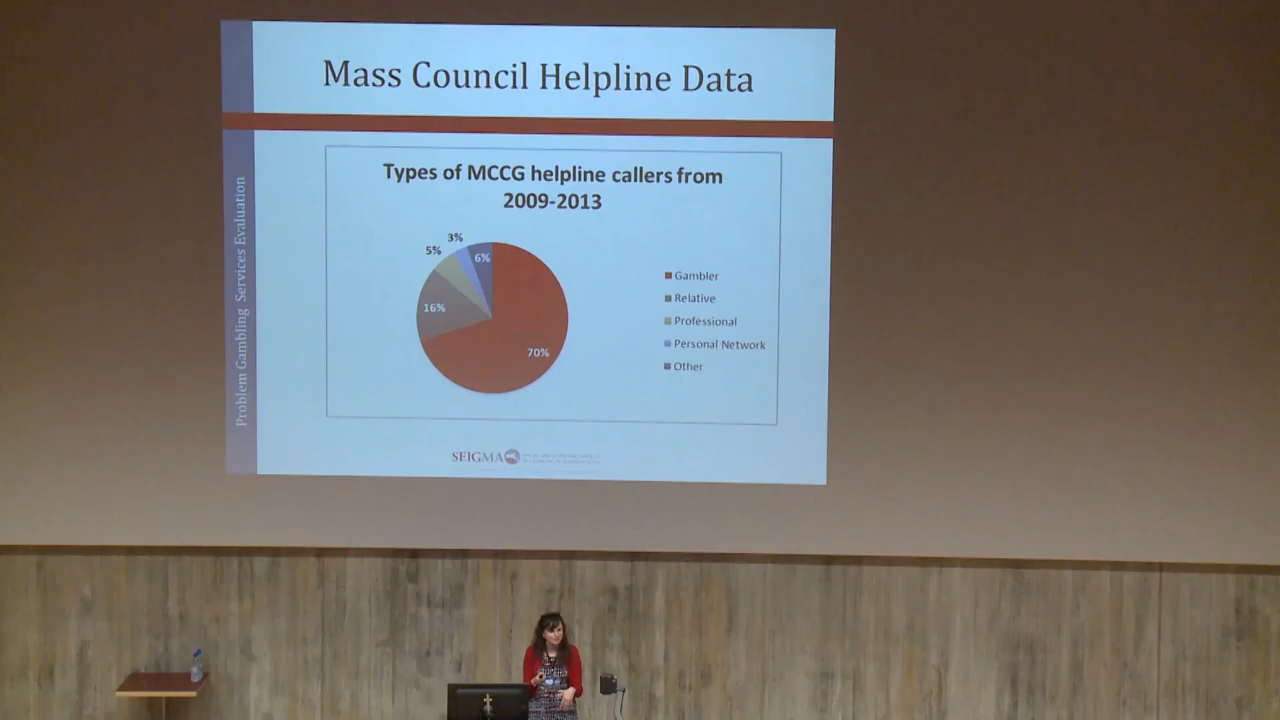 Mass Council Helpline Data
Problem Gambling Services Evaluation
Types of MCCG helpline callers from
2009-2013
3%
5%
6%
16%
70%
Gambler
Relative
Professional
Personal Network
Other
SEIGMA